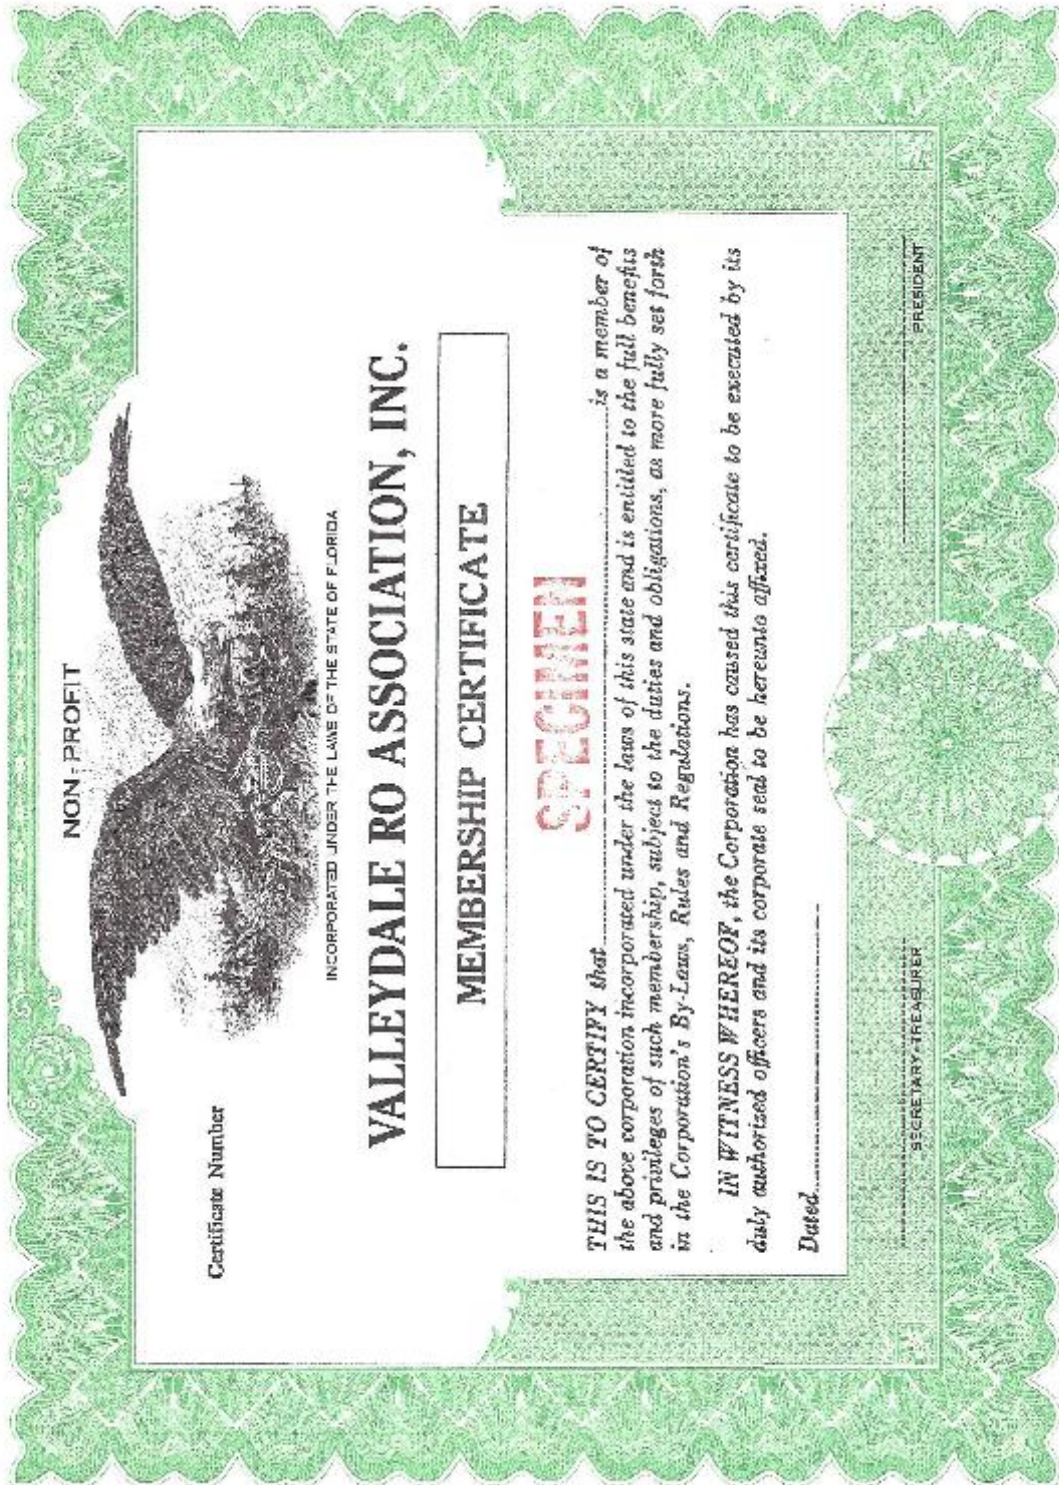 NON-PROFIT
Certificate Number
INCORPORATED UNDER THE LAWS OF THE STATE OF FLORIDA
VALLEYDALE RO ASSOCIATION, INC.
MEMBERSHIP CERTIFICATE
SPECIMEN
THIS IS TO CERTIFY that is a member of
the above corporation incorporated under the laws of this state and is entitled to the full benefits
and privileges of such membership, subject to the duties and obligations, as more fully set forth
in the Corporation's By-Laws, Rules and Regulations.
IN WITNESS WHEREOF, the Corporation has caused this certificate to be executed by its
duly authorized officers and its corporate seal to be hereunto affixed.
Dated
SECRETARY-TREASURER PRESIDENT